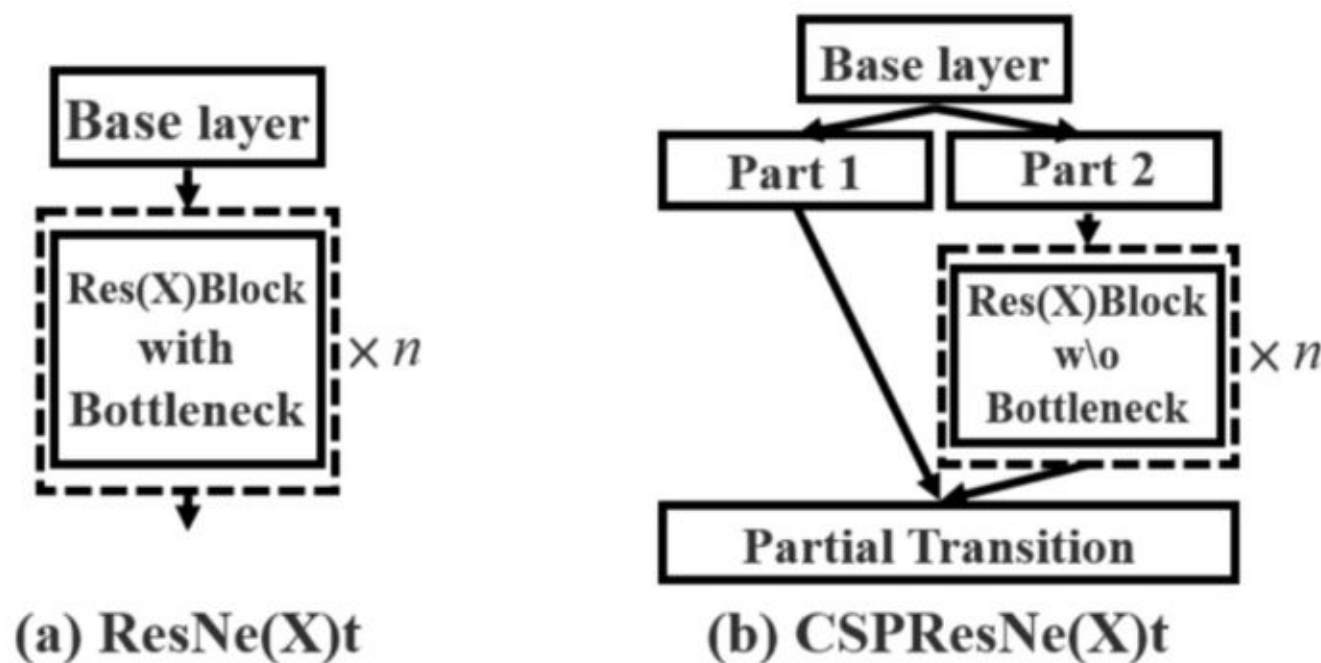 Base layer
Res(X)Block
with
Bottleneck
× n
(a) ResNe(X)t
Base layer
Part 1
Part 2
Res(X)Block
w\o
Bottleneck
× n
Partial Transition
(b) CSPResNe(X)t